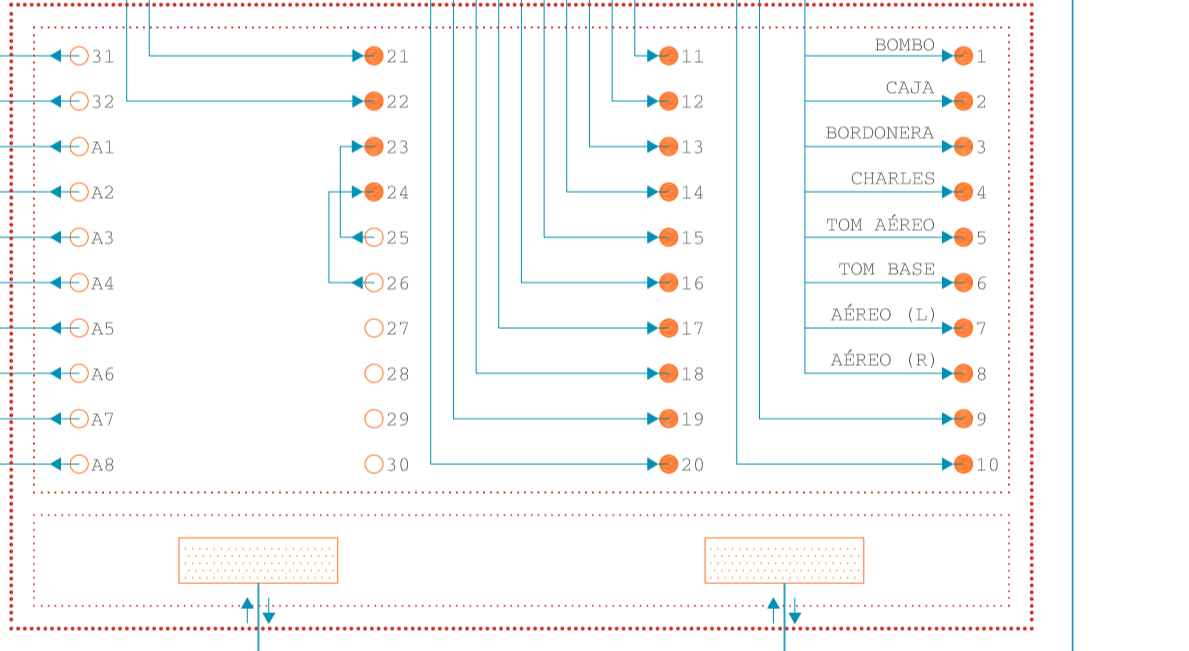 BOMBO
31 21 11 1
CAJA
32 22 12 2
BORDONERA
A1 23 13 3
CHARLES
A2 24 14 4
TOM AÉREO
A3 25 15 5
TOM BASE
A4 26 16 6
AÉREO (L)
A5 27 17 7
AÉREO (R)
A6 28 18 8
A7 29 19 9
A8 30 20 10